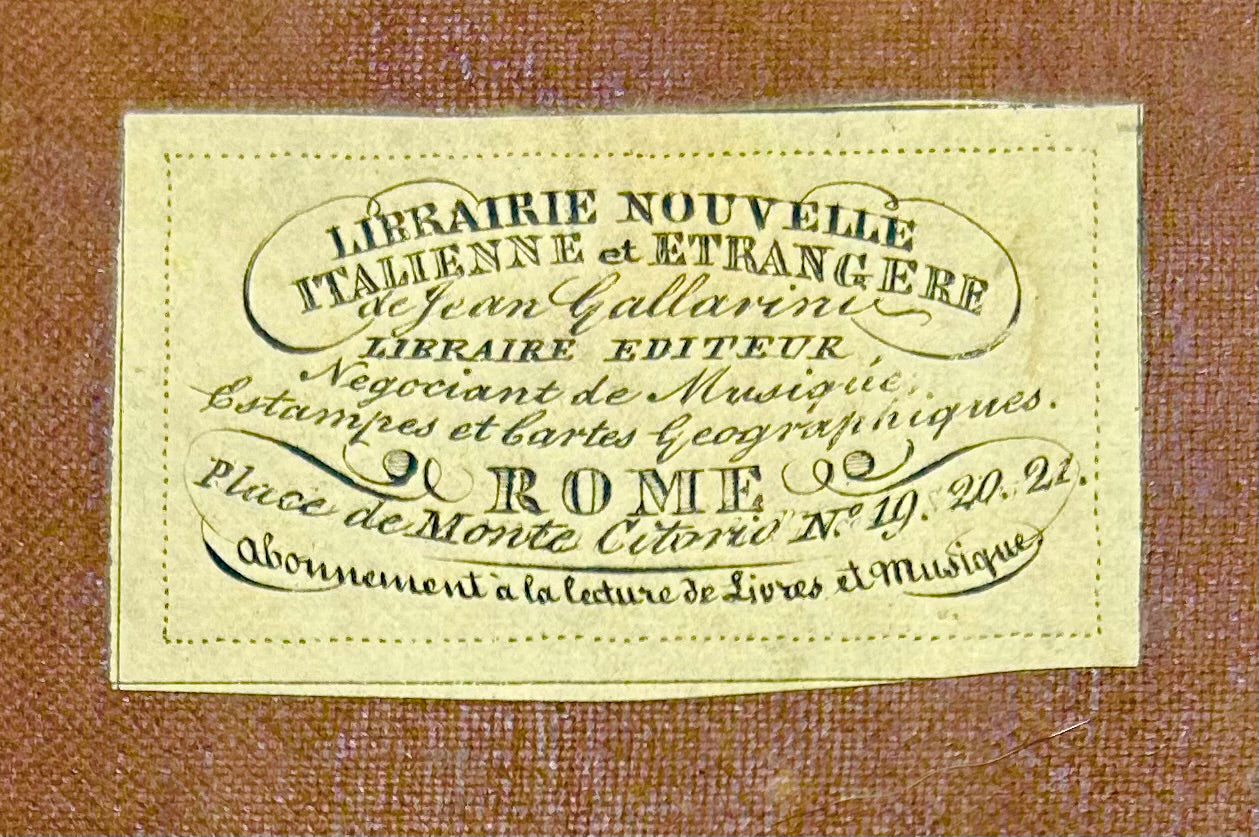 LIBRAIRIE NOUVELLE
ITALIENNE et ETRANGERE
de Jean Gallarini
LIBRAIRE EDITEUR
Negociant de Musique,
Estampes et Cartes Geographiques.
ROME
Place de Monte Citorio Nº 19. 20. 21.
Abonnement à la lecture de Livres et Musique.